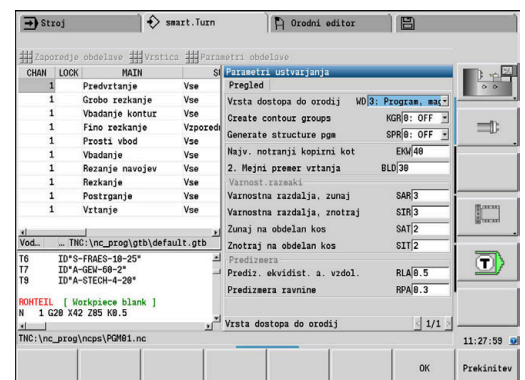 Stroj
smart.Turn
Orodni editor
Zaporedje obdelave Vrstica Parametri obdelave
CHAN LOCK MAIN
1 Predvrtanje Vse
1 Grobo rezkanje Vse
1 Vbadanje kontur Vse
1 Fino rezkanje Vzpored
1 Prosti vbod Vse
1 Vbadanje Vse
1 Rezanje navojev Vse
1 Rezkanje Vse
1 Postrganje Vse
1 Vrtanje Vse
Vod… … TNC:\nc_prog\gtb\default.gtb
T6 ID"S-FRAES-10-25"
T7 ID"A-GEW-60-2"
T9 ID"A-STECH-4-20"
ROHTEIL [ Workpiece blank ]
N 1 G20 X42 Z85 K0.5
TNC:\nc_prog\ncps\PGM01.nc
Parametri ustvarjanja
Pregled
Vrsta dostopa do orodij WD 3: Program, mag
Create contour groups KGR 0: OFF
Generate structure pgm SPR 0: OFF
Najv. notranji kopirni kot EKW 40
2. Mejni premer vrtanja BLD 30
Varnost.razmaki
Varnostna razdalja, zunaj SAR 3
Varnostna razdalja, znotraj SIR 3
Zunaj na obdelan kos SAT 2
Znotraj na obdelan kos SIT 2
Predizmera
Prediz. ekvidist. a. vzdol. RLA 0.5
Predizmera ravnine RPA 0.3
Vrsta dostopa do orodij 1/1
T
11:27:59
OK
Prekinitev